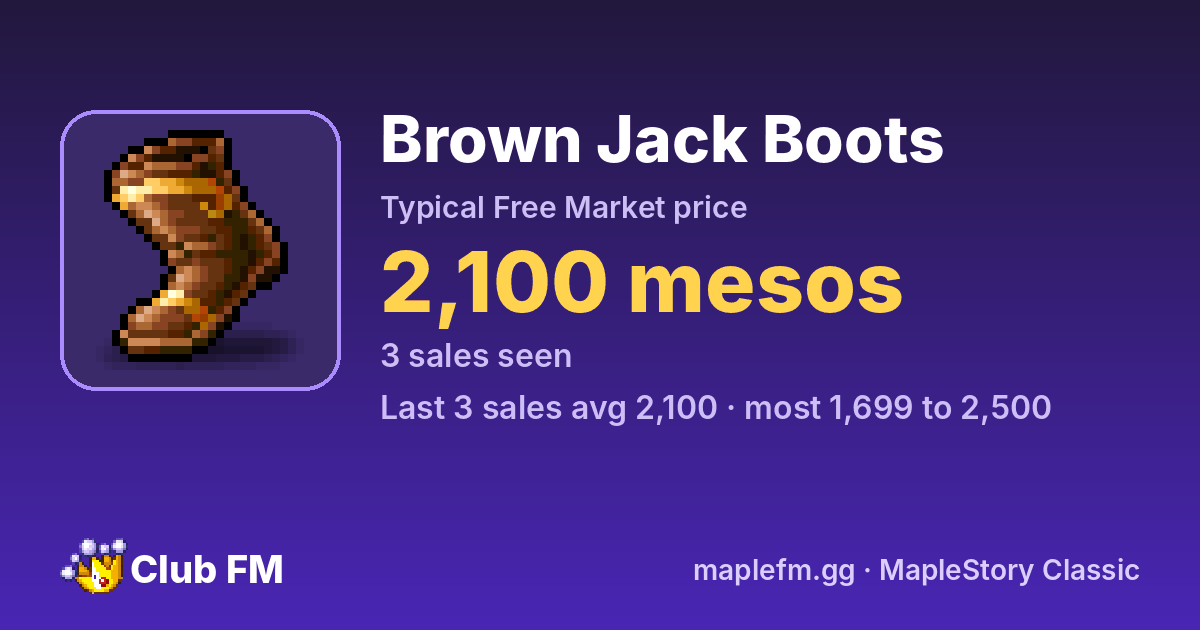 Brown Jack Boots
Typical Free Market price
2,100 mesos
3 sales seen
Last 3 sales avg 2,100 · most 1,699 to 2,500
Club FM
maplefm.gg · MapleStory Classic